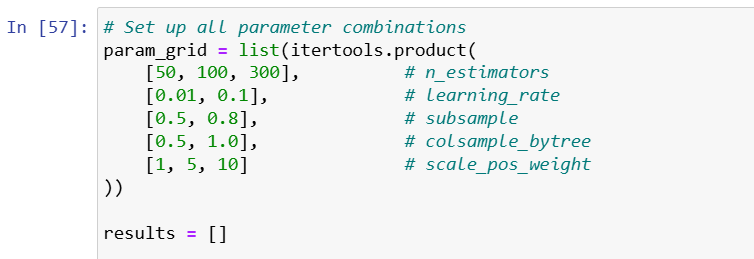 In [57]: # Set up all parameter combinations
param_grid = list(itertools.product(
    [50, 100, 300],         # n_estimators
    [0.01, 0.1],            # learning_rate
    [0.5, 0.8],             # subsample
    [0.5, 1.0],             # colsample_bytree
    [1, 5, 10]              # scale_pos_weight
))
results = []